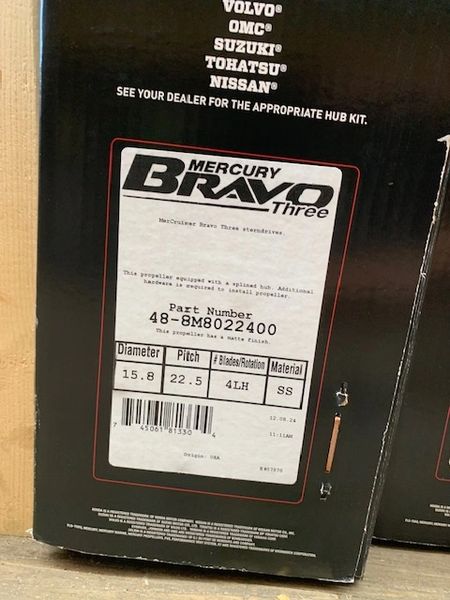 VOLVO®
OMC®
SUZUKI®
TOHATSU®
NISSAN®
SEE YOUR DEALER FOR THE APPROPRIATE HUB KIT.
MERCURY
BRAVO
Three
MerCruiser Bravo Three sterndrives.
This propeller equipped with a splined hub. Additional
hardware is required to install propeller.
Part Number
48-8M8022400
This propeller has a matte finish.
Diameter Pitch # Blades/Rotation Material
15.8 22.5 4LH SS
12.08.24
7 45061 81330 4
11:11AM
Origin: USA